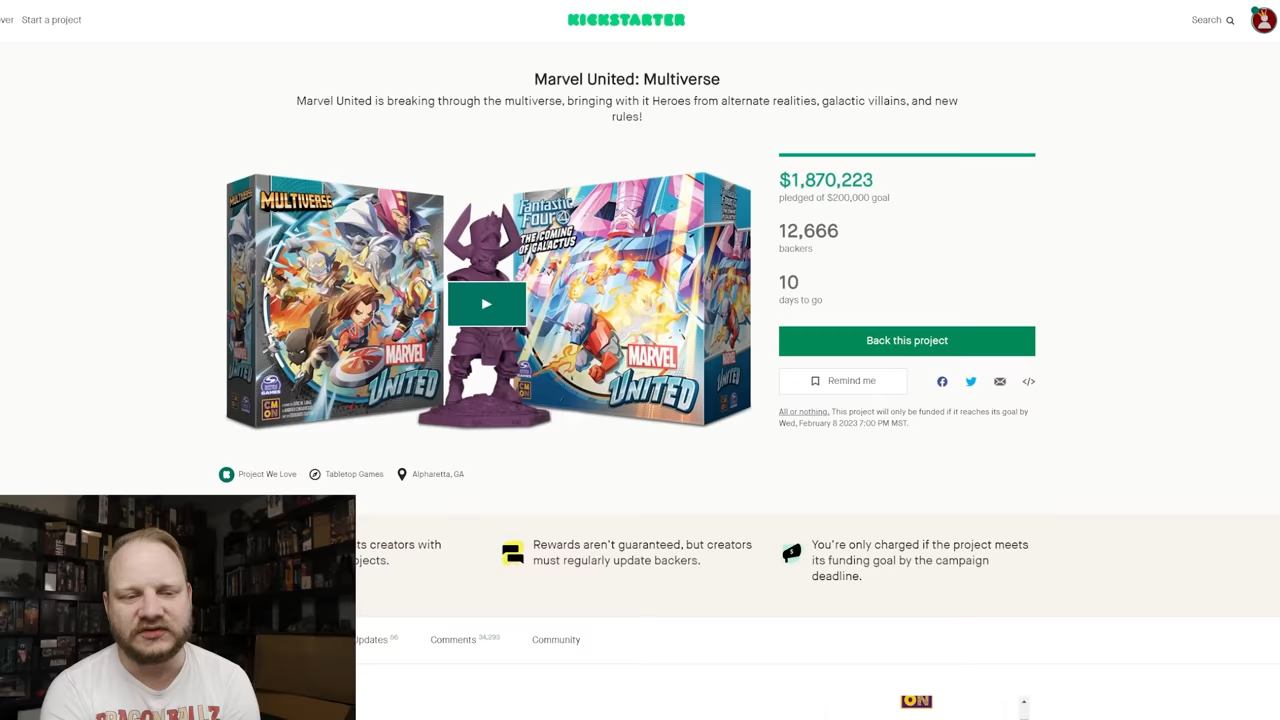 ver Start a project
KICKSTARTER
Search
Marvel United: Multiverse
Marvel United is breaking through the multiverse, bringing with it Heroes from alternate realities, galactic villains, and new
rules!
MULTIVERSE
MARVEL
UNITED
FANTASTIC
FOUR
THE COMING
OF GALACTUS
MARVEL
UNITED
$1,870,223
pledged of $200,000 goal
12,666
backers
10
days to go
Back this project
Remind me
All or nothing. This project will only be funded if it reaches its goal by
Wed, February 8 2023 7:00 PM MST.
Project We Love
Tabletop Games
Alpharetta, GA
ts creators with
ojects.
Rewards aren't guaranteed, but creators
must regularly update backers.
You're only charged if the project meets
its funding goal by the campaign
deadline.
Updates 56
Comments 34,293
Community
ON
DRAGONBALL Z